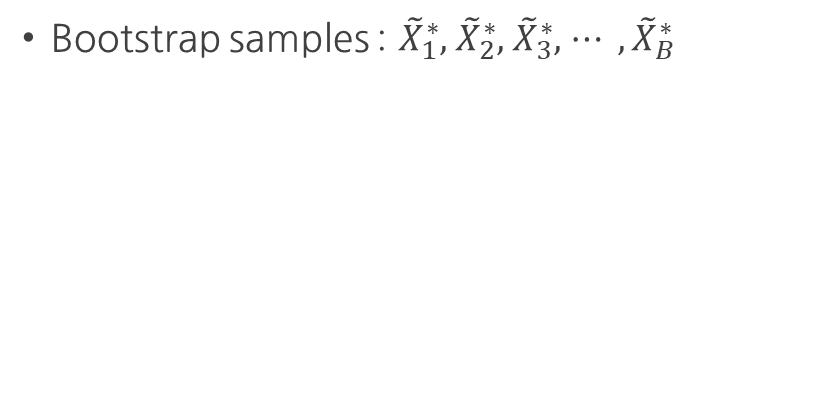 • Bootstrap samples : X̃₁*, X̃₂*, X̃₃*, ⋯ , X̃_B*